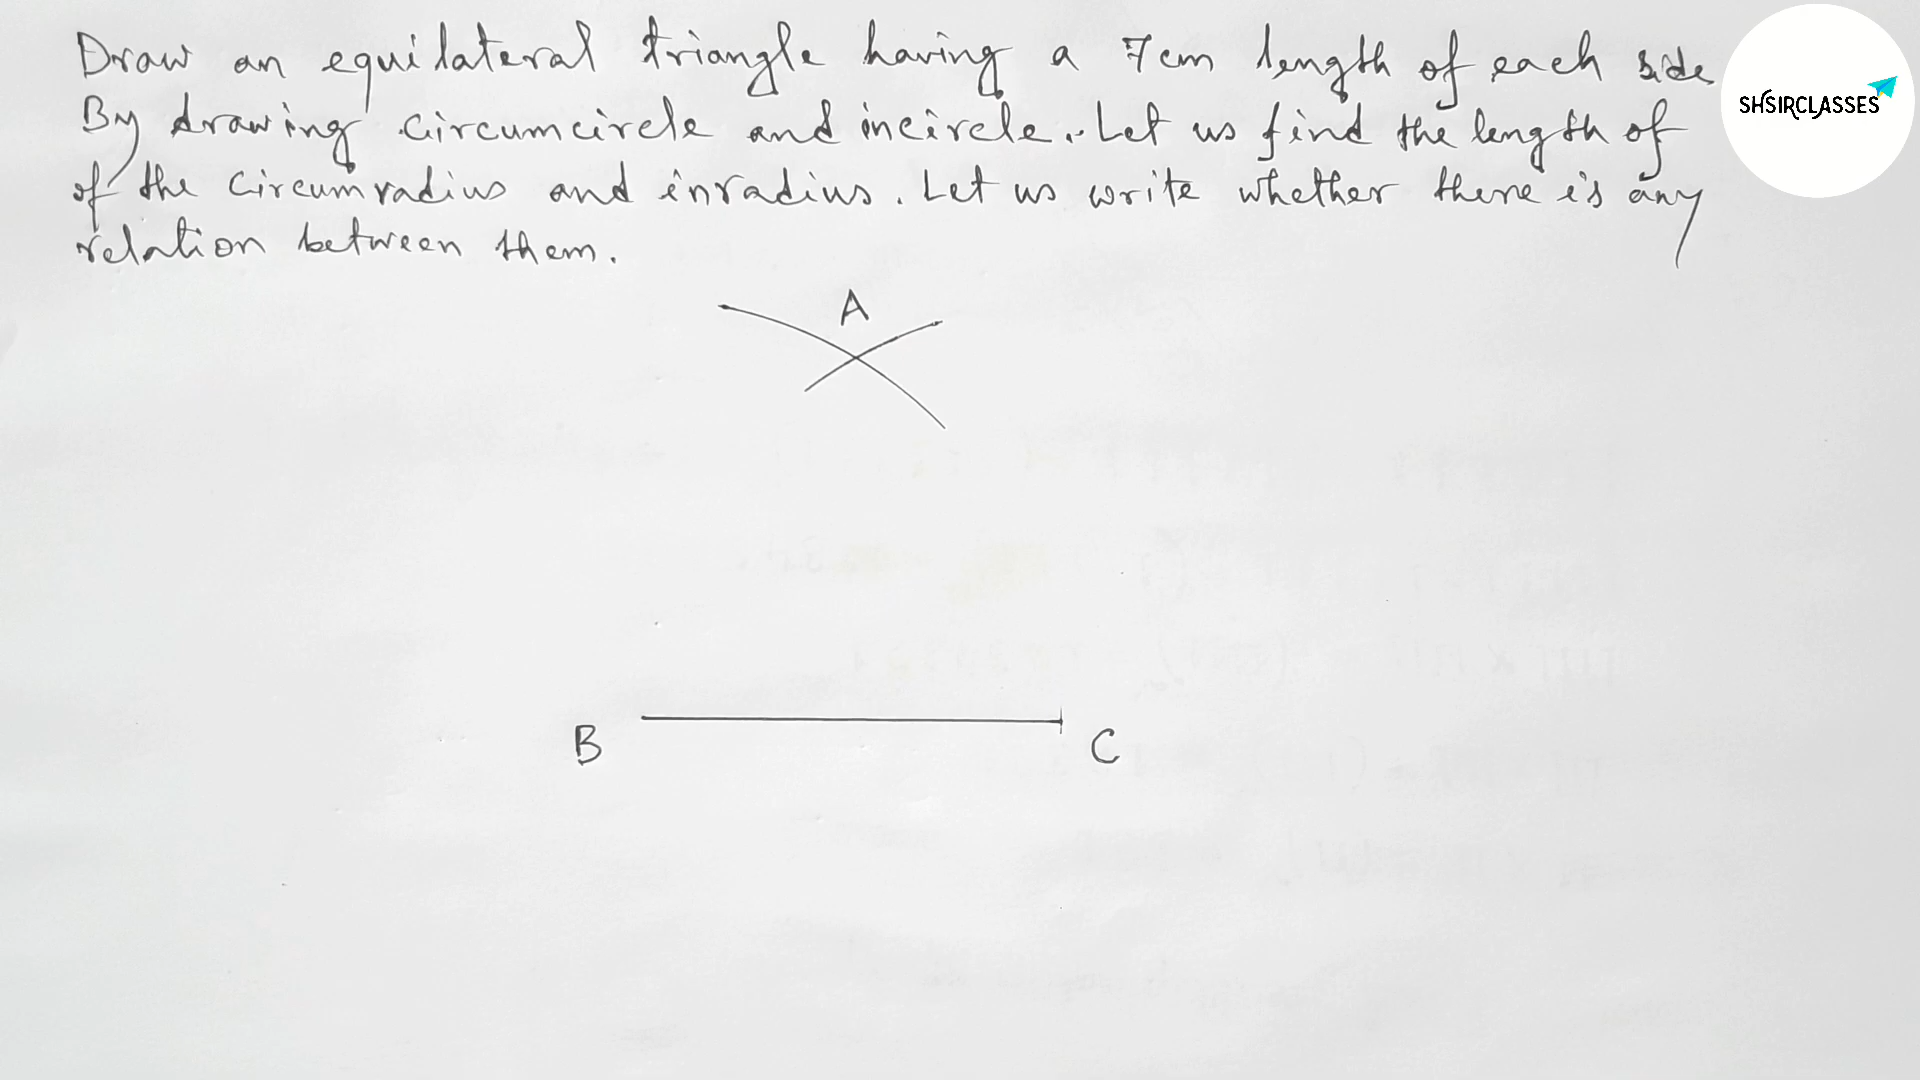 Draw an equilateral triangle having a 7cm length of each side
By drawing circumcircle and incircle. Let us find the length of
of the circumradius and inradius. Let us write whether there is any
relation between them.
SHSIRCLASSES
A
B
C